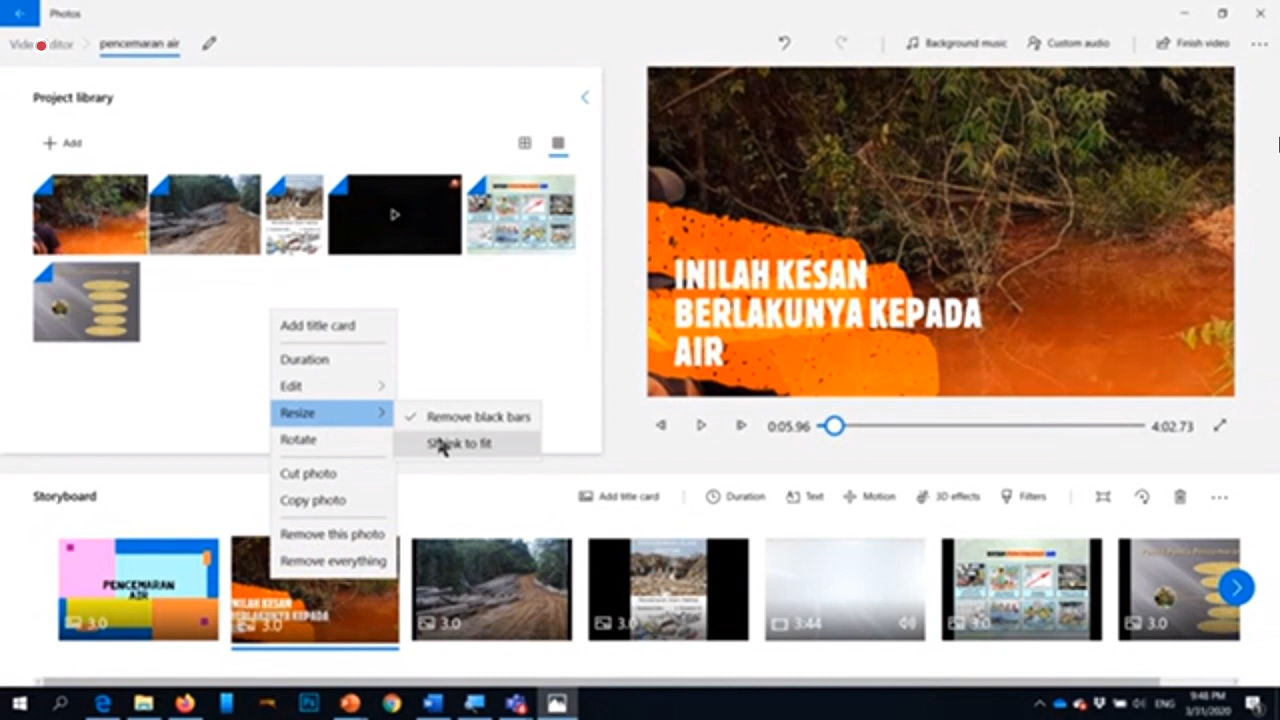 Photos
Video Editor
pencemaran air
Background music
Custom audio
Finish video
Project library
Add
INILAH KESAN
BERLAKUNYA KEPADA
AIR
Add title card
Duration
Edit
Resize
Remove black bars
Shrink to fit
Rotate
Cut photo
Copy photo
Remove this photo
Remove everything
0:05.96
4:02.73
Storyboard
Add title card
Duration
Text
Motion
3D effects
Filters
PENCEMARAN
AIR
3.0
INILAH KESAN
BERLAKUNYA KEPADA
3.0
3.0
3.0
3:44
3.0
3.0
ENG
9:48 PM
3/31/2020